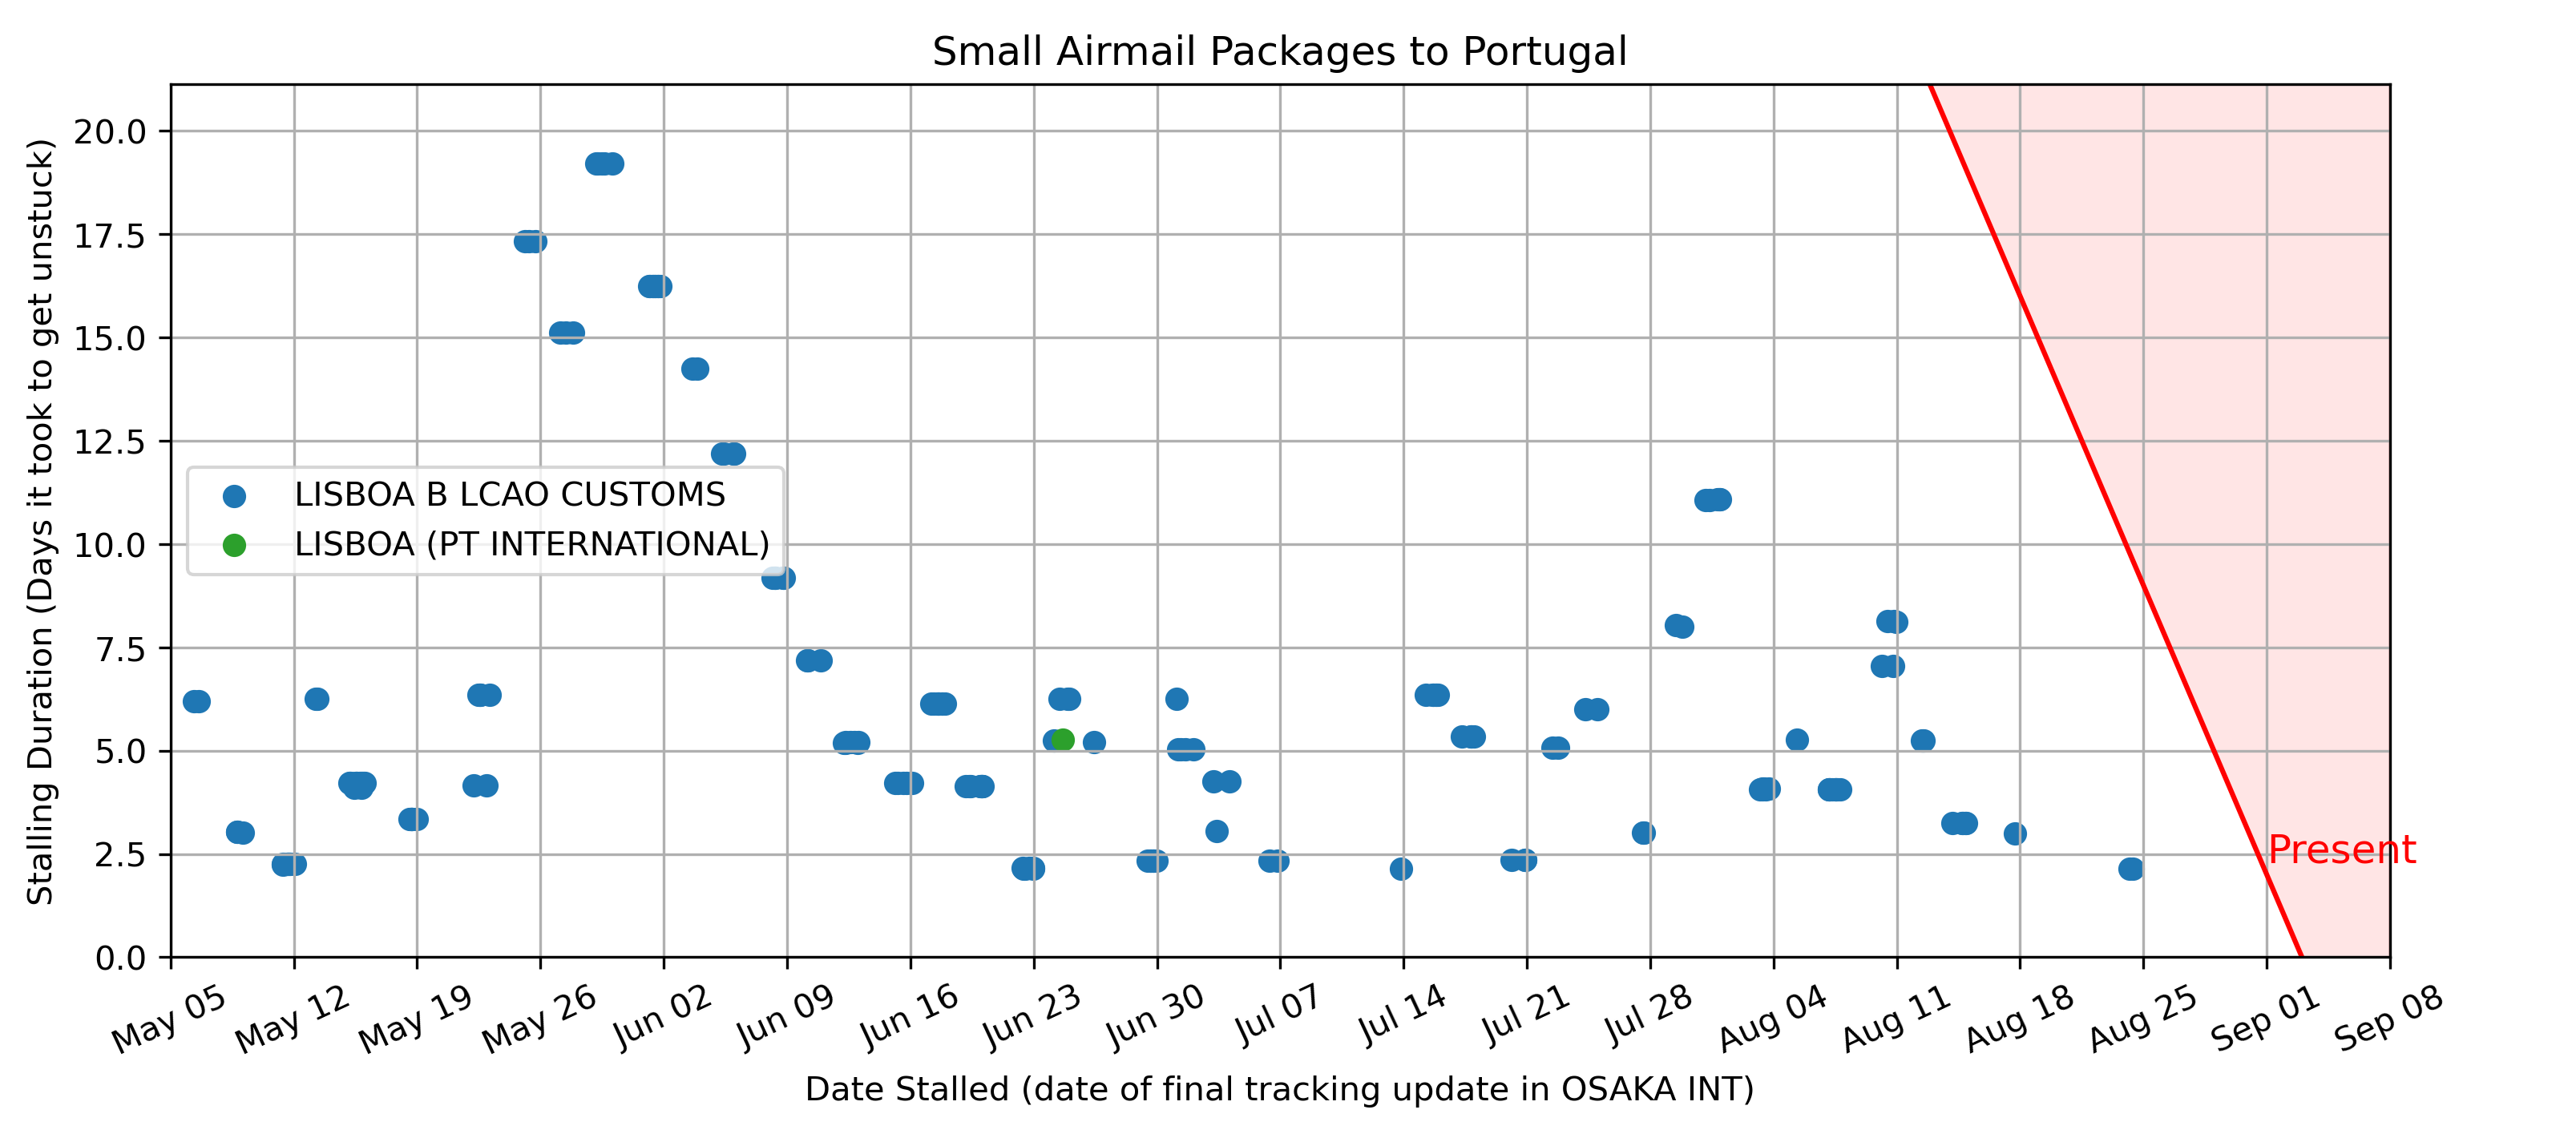 Small Airmail Packages to Portugal
Stalling Duration (Days it took to get unstuck)
20.0
17.5
15.0
12.5
10.0
7.5
5.0
2.5
0.0
LISBOA B LCAO CUSTOMS
LISBOA (PT INTERNATIONAL)
Present
May 05
May 12
May 19
May 26
Jun 02
Jun 09
Jun 16
Jun 23
Jun 30
Jul 07
Jul 14
Jul 21
Jul 28
Aug 04
Aug 11
Aug 18
Aug 25
Sep 01
Sep 08
Date Stalled (date of final tracking update in OSAKA INT)